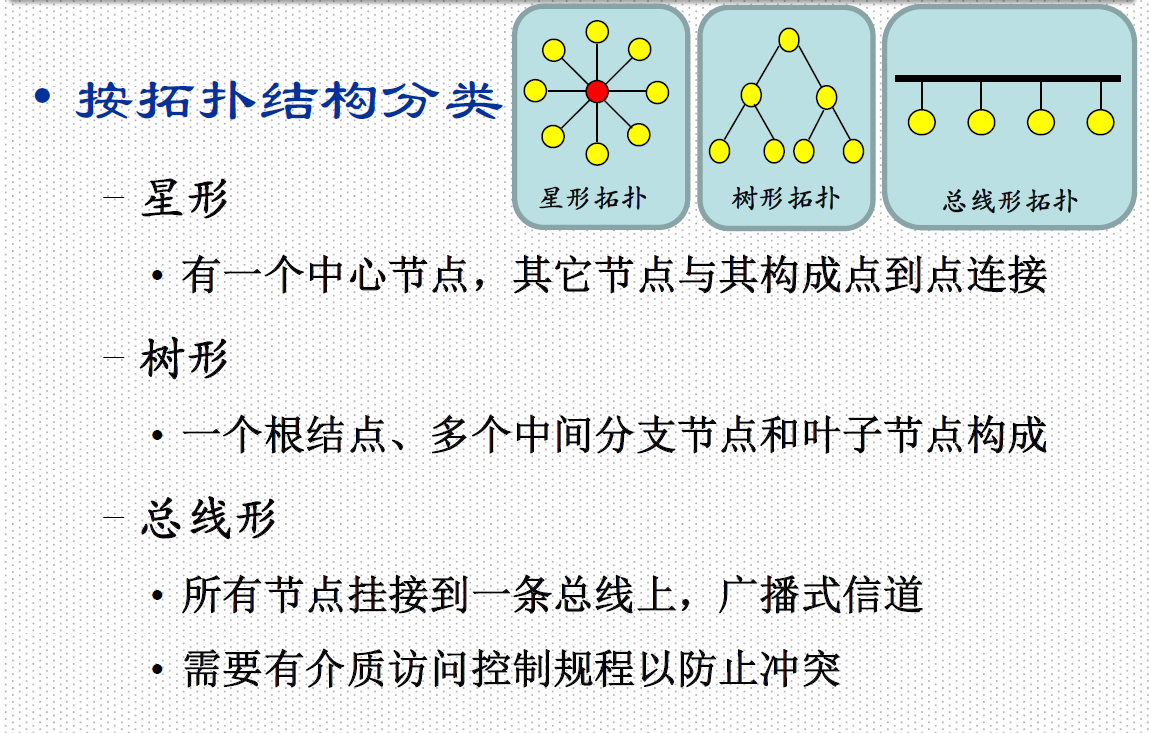 • 按拓扑结构分类
星形拓扑
树形拓扑
总线形拓扑
– 星形
• 有一个中心节点，其它节点与其构成点到点连接
– 树形
• 一个根结点、多个中间分支节点和叶子节点构成
– 总线形
• 所有节点挂接到一条总线上，广播式信道
• 需要有介质访问控制规程以防止冲突